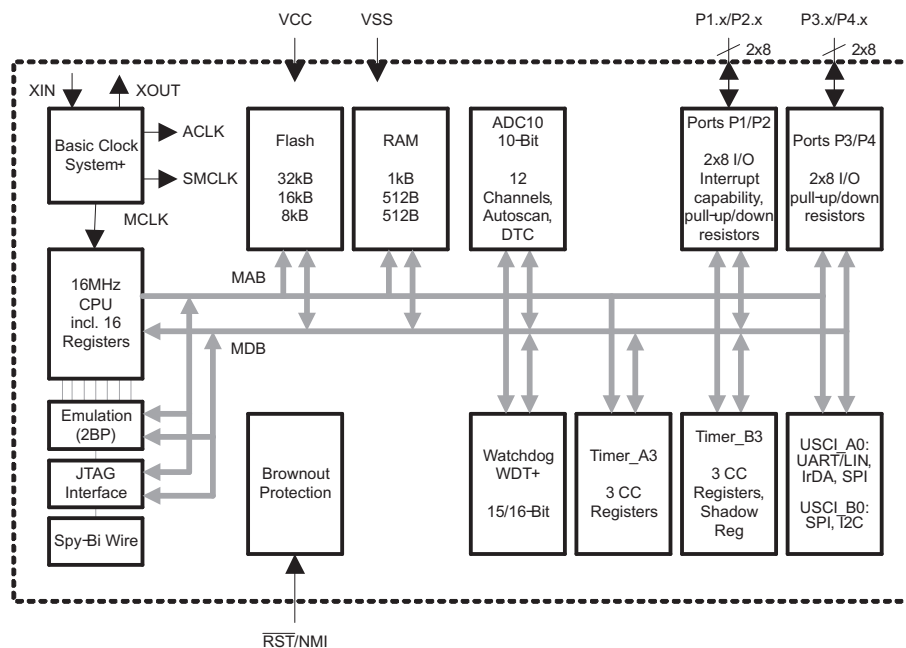 VCC
VSS
P1.x/P2.x
2x8
P3.x/P4.x
2x8
XIN
XOUT
Basic Clock
System+
ACLK
SMCLK
MCLK
Flash
32kB
16kB
8kB
RAM
1kB
512B
512B
ADC10
10-Bit
12
Channels,
Autoscan,
DTC
Ports P1/P2
2x8 I/O
Interrupt
capability,
pull-up/down
resistors
Ports P3/P4
2x8 I/O
pull-up/down
resistors
16MHz
CPU
incl. 16
Registers
MAB
MDB
Emulation
(2BP)
JTAG
Interface
Spy-Bi Wire
Brownout
Protection
Watchdog
WDT+
15/16-Bit
Timer_A3
3 CC
Registers
Timer_B3
3 CC
Registers,
Shadow
Reg
USCI_A0:
UART/LIN,
IrDA, SPI
USCI_B0:
SPI, I2C
RST/NMI